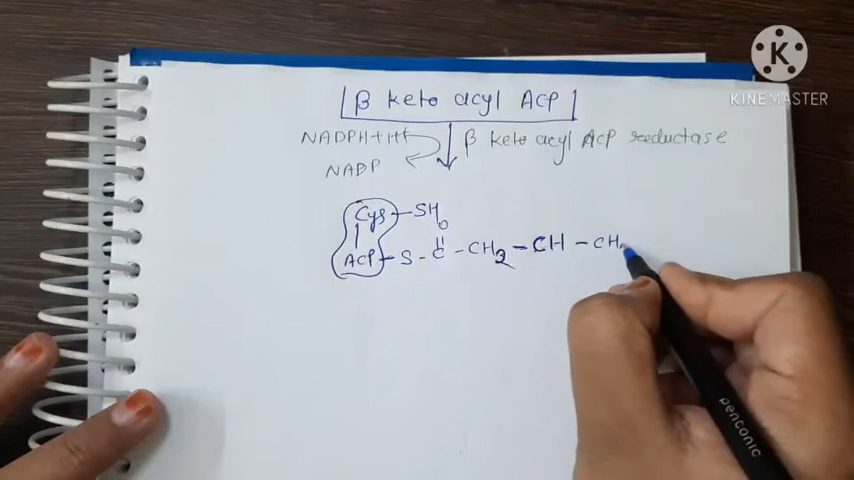 K
KINEMASTER
β keto acyl ACP
NADPH+H+ β keto acyl ACP reductase
NADP
Cys - SH
O
ACP - S - C - CH2 - CH - CH
penconic